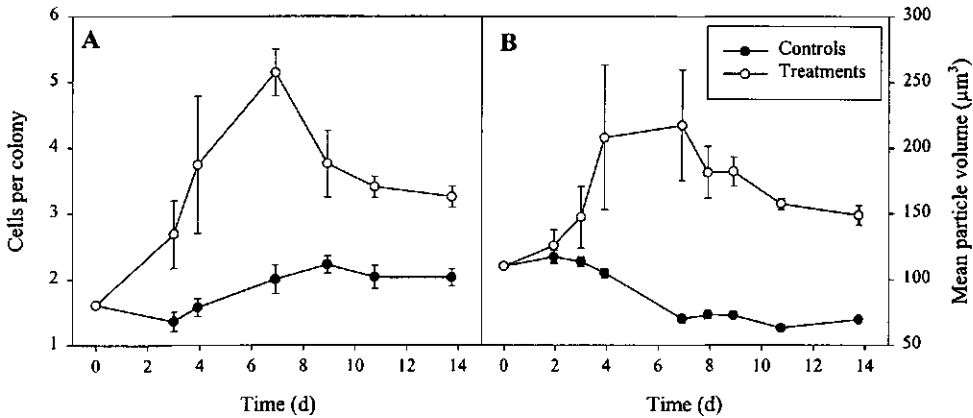 A
Cells per colony
6
5
4
3
2
1
0 2 4 6 8 10 12 14
Time (d)
B
Controls
Treatments
0 2 4 6 8 10 12 14
Time (d)
300
250
200
150
100
50
Mean particle volume (μm³)